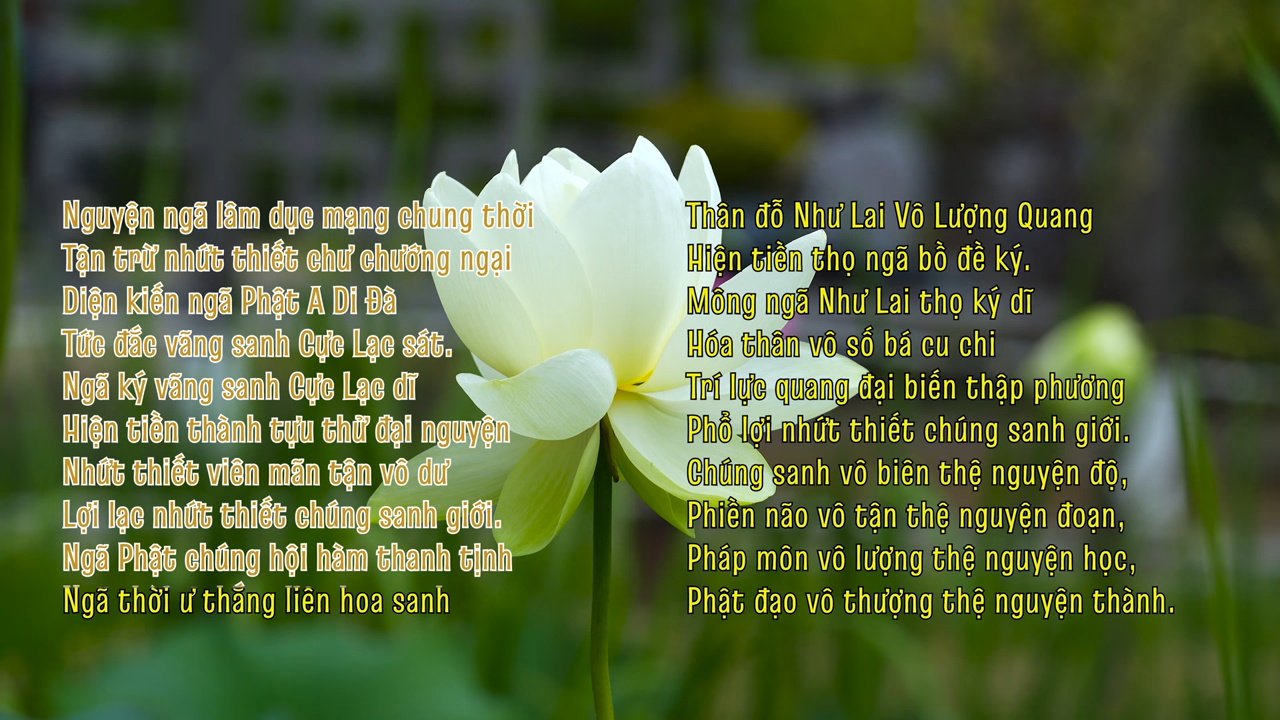 Nguyện ngã lâm dục mạng chung thời
Tận trừ nhứt thiết chư chướng ngại
Diện kiến ngã Phật A Di Đà
Tức đắc vãng sanh Cực Lạc sát.
Ngã ký vãng sanh Cực Lạc dĩ
Hiện tiền thành tựu thử đại nguyện
Nhứt thiết viên mãn tận vô dư
Lợi lạc nhứt thiết chúng sanh giới.
Ngã Phật chúng hội hàm thanh tịnh
Ngã thời ư thắng liên hoa sanh
Thân đỗ Như Lai Vô Lượng Quang
Hiện tiền thọ ngã bồ đề ký.
Mông ngã Như Lai thọ ký dĩ
Hóa thân vô số bá cu chi
Trí lực quang đại biến thập phương
Phổ lợi nhứt thiết chúng sanh giới.
Chúng sanh vô biên thệ nguyện độ,
Phiền não vô tận thệ nguyện đoạn,
Pháp môn vô lượng thệ nguyện học,
Phật đạo vô thượng thệ nguyện thành.